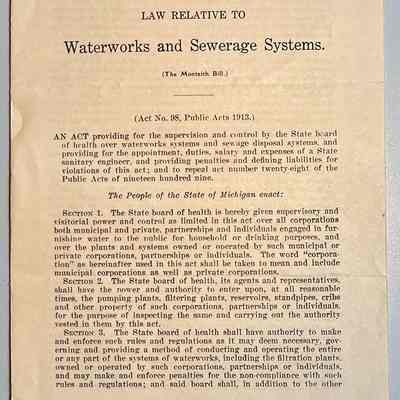 LAW RELATIVE TO
Waterworks and Sewerage Systems.
(The Monteith Bill.)
(Act No. 98, Public Acts 1913.)
AN ACT providing for the supervision and control by the State board
of health over waterworks systems and sewage disposal systems, and
providing for the appointment, duties, salary and expenses of a State
sanitary engineer, and providing penalties and defining liabilities for
violations of this act; and to repeal act number twenty-eight of the
Public Acts of nineteen hundred nine.
The People of the State of Michigan enact:
SECTION 1. The State board of health is hereby given supervisory and
visitorial power and control as limited in this act over all corporations
both municipal and private, partnerships and individuals engaged in fur-
nishing water to the public for household or drinking purposes, and
over the plants and systems owned or operated by such municipal or
private corporations, partnerships or individuals. The word "corpora-
tion" as hereinafter used in this act shall be taken to mean and include
municipal corporations as well as private corporations.
SECTION 2. The State board of health, its agents and representatives,
shall have the power and authority to enter upon, at all reasonable
times, the pumping plants, filtering plants, reservoirs, standpipes, cribs
and other property of such corporations, partnerships or individuals,
for the purpose of inspecting the same and carrying out the authority
vested in them by this act.
SECTION 3. The State board of health shall have authority to make
and enforce such rules and regulations as it may deem necessary, gov-
erning and providing a method of conducting and operating the entire
or any part of the systems of waterworks, including the filtration plants,
owned or operated by such corporations, partnerships or individuals,
and may make and enforce penalties for the non-compliance with such
rules and regulations; and said board shall, in addition to the other